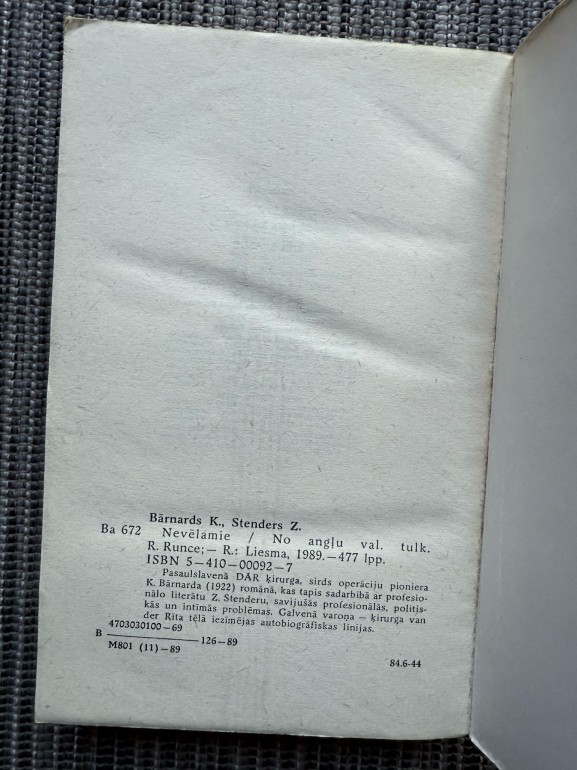 Bārnards K., Stenders Z.
Ba 672 Nevēlamie / No angļu val. tulk.
R. Runce; — R.: Liesma, 1989. — 477 lpp.
ISBN 5—410—00092—7
Pasaulslavenā DĀR ķirurga, sirds operāciju pioniera
K. Bārnarda (1922) romānā, kas tapis sadarbībā ar profesio-
nālo literātu Z. Stenderu, savijušās profesionālās, politis-
kās un intīmās problēmas. Galvenā varoņa — ķirurga van
der Rita tēlā iezīmējas autobiogrāfiskas līnijas.
4703030100—69
B ——— 126—89
M801 (11)—89
84.6-44